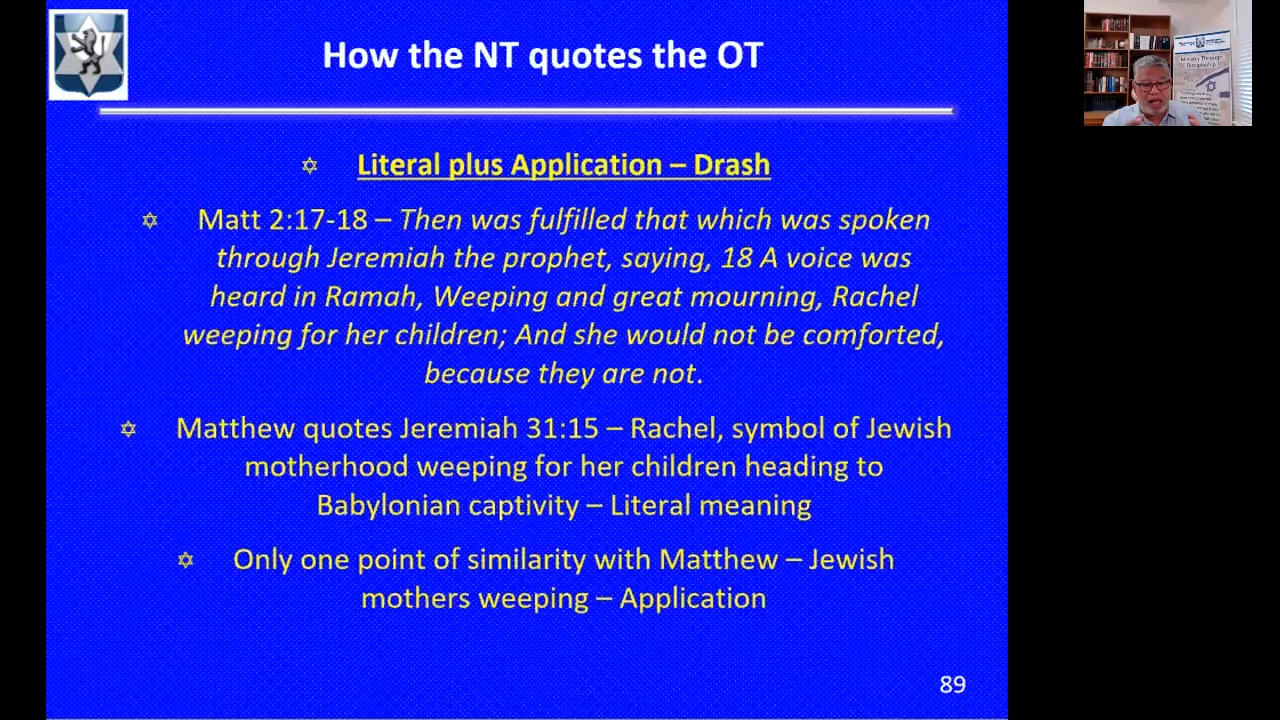 How the NT quotes the OT
Literal plus Application – Drash
Matt 2:17-18 – Then was fulfilled that which was spoken
through Jeremiah the prophet, saying, 18 A voice was
heard in Ramah, Weeping and great mourning, Rachel
weeping for her children; And she would not be comforted,
because they are not.
Matthew quotes Jeremiah 31:15 – Rachel, symbol of Jewish
motherhood weeping for her children heading to
Babylonian captivity – Literal meaning
Only one point of similarity with Matthew – Jewish
mothers weeping – Application
89
Ministry Through
Discipleship